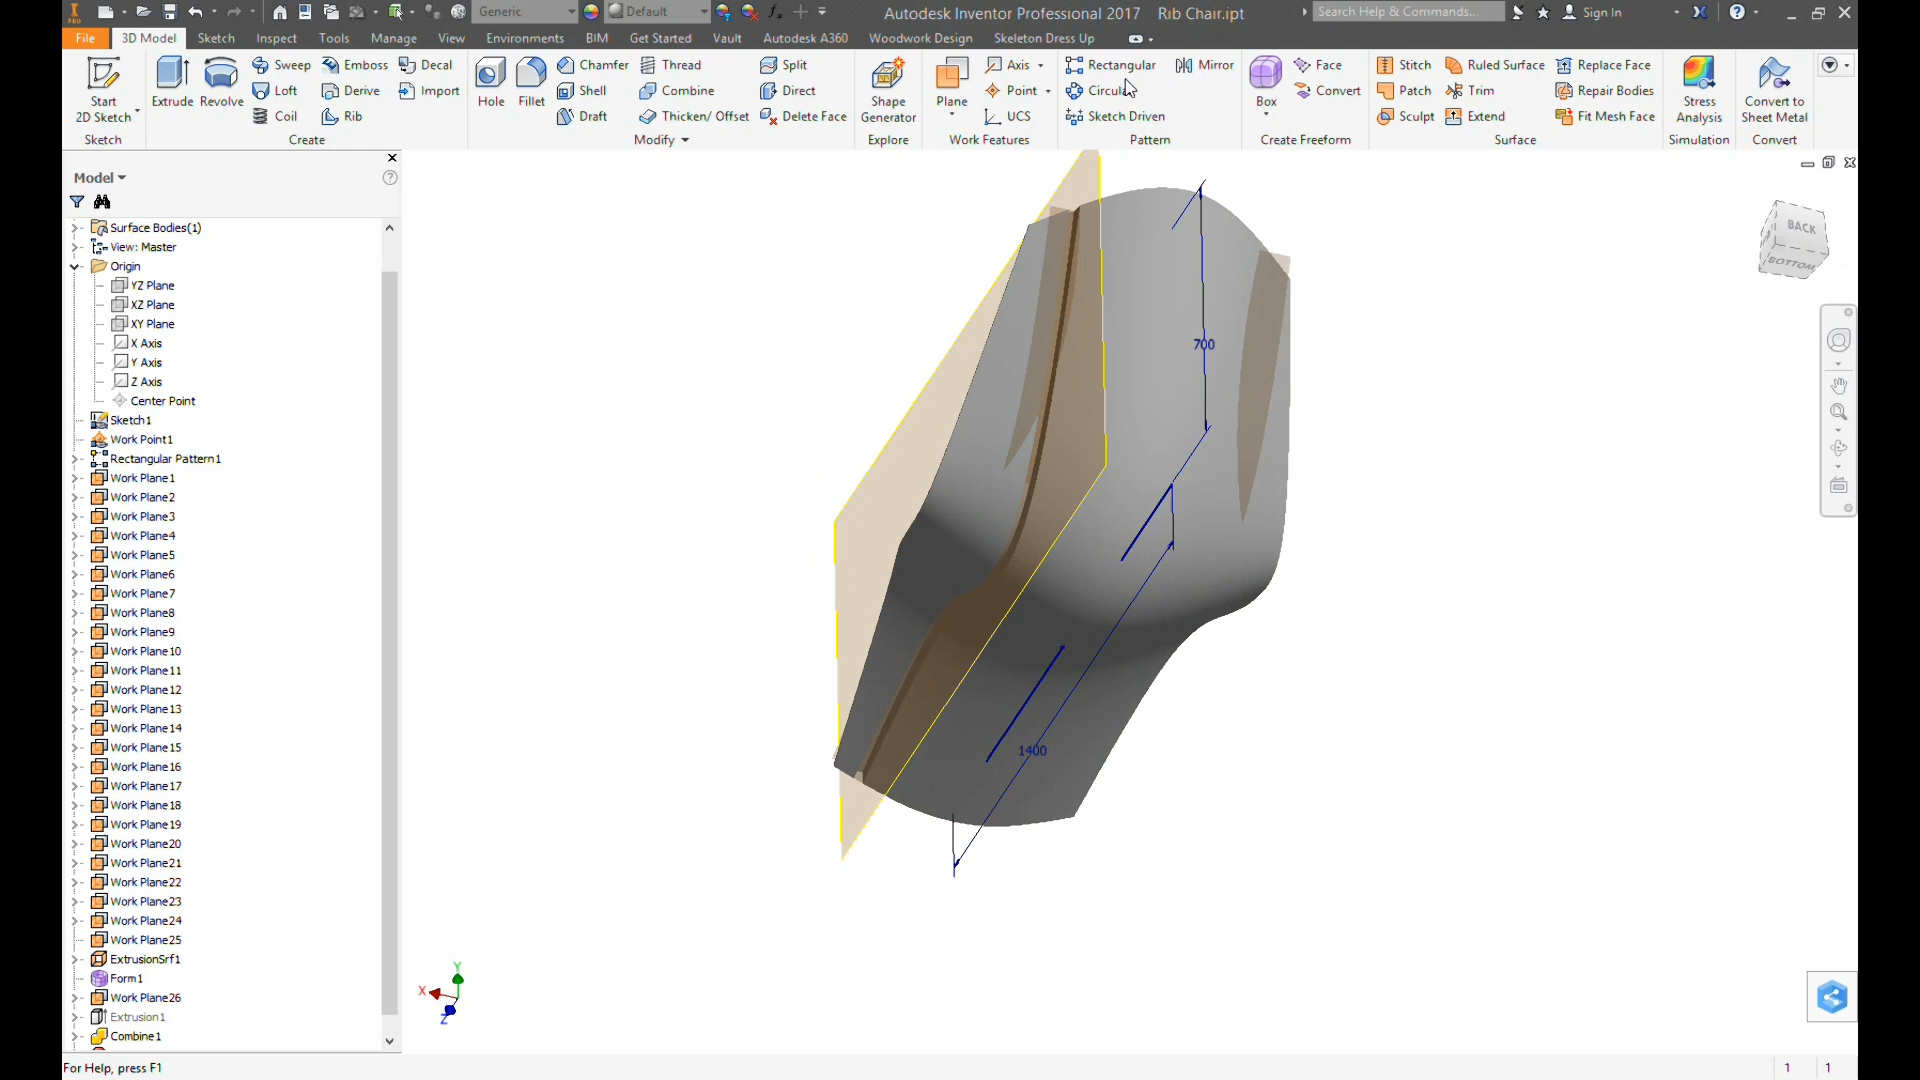 PRO
Generic
Default
Autodesk Inventor Professional 2017 Rib Chair.ipt
Search Help & Commands...
Sign In
File
3D Model
Sketch
Inspect
Tools
Manage
View
Environments
BIM
Get Started
Vault
Autodesk A360
Woodwork Design
Skeleton Dress Up
Start
2D Sketch
Sketch
Extrude
Revolve
Sweep
Emboss
Decal
Loft
Derive
Import
Coil
Rib
Create
Hole
Fillet
Chamfer
Thread
Split
Shell
Combine
Direct
Draft
Thicken/ Offset
Delete Face
Modify
Shape
Generator
Explore
Plane
Axis
Point
UCS
Work Features
Rectangular
Mirror
Circular
Sketch Driven
Pattern
Box
Face
Convert
Create Freeform
Stitch
Ruled Surface
Replace Face
Patch
Trim
Repair Bodies
Sculpt
Extend
Fit Mesh Face
Surface
Stress
Analysis
Simulation
Convert to
Sheet Metal
Convert
Model
Surface Bodies(1)
View: Master
Origin
YZ Plane
XZ Plane
XY Plane
X Axis
Y Axis
Z Axis
Center Point
Sketch1
Work Point1
Rectangular Pattern1
Work Plane1
Work Plane2
Work Plane3
Work Plane4
Work Plane5
Work Plane6
Work Plane7
Work Plane8
Work Plane9
Work Plane10
Work Plane11
Work Plane12
Work Plane13
Work Plane14
Work Plane15
Work Plane16
Work Plane17
Work Plane18
Work Plane19
Work Plane20
Work Plane21
Work Plane22
Work Plane23
Work Plane24
Work Plane25
ExtrusionSrf1
Form1
Work Plane26
Extrusion1
Combine1
700
1400
BACK
BOTTOM
X
Y
Z
For Help, press F1
1
1